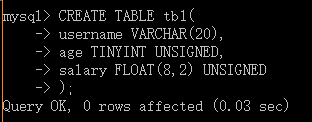 mysql> CREATE TABLE tb1(
    -> username VARCHAR(20),
    -> age TINYINT UNSIGNED,
    -> salary FLOAT(8,2) UNSIGNED
    -> );
Query OK, 0 rows affected (0.03 sec)